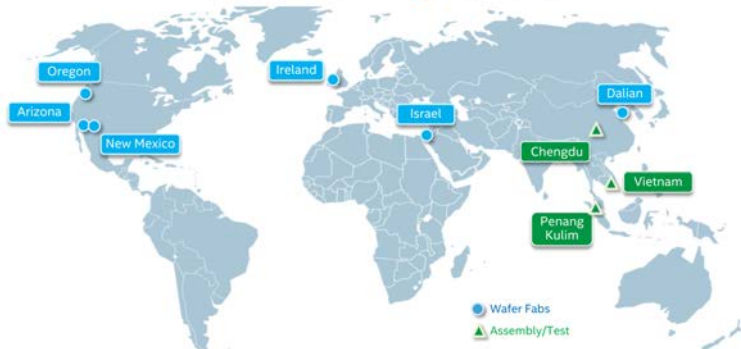 Oregon
Ireland
Arizona
Israel
Dalian
New Mexico
Chengdu
Vietnam
Penang
Kulim
Wafer Fabs
Assembly/Test